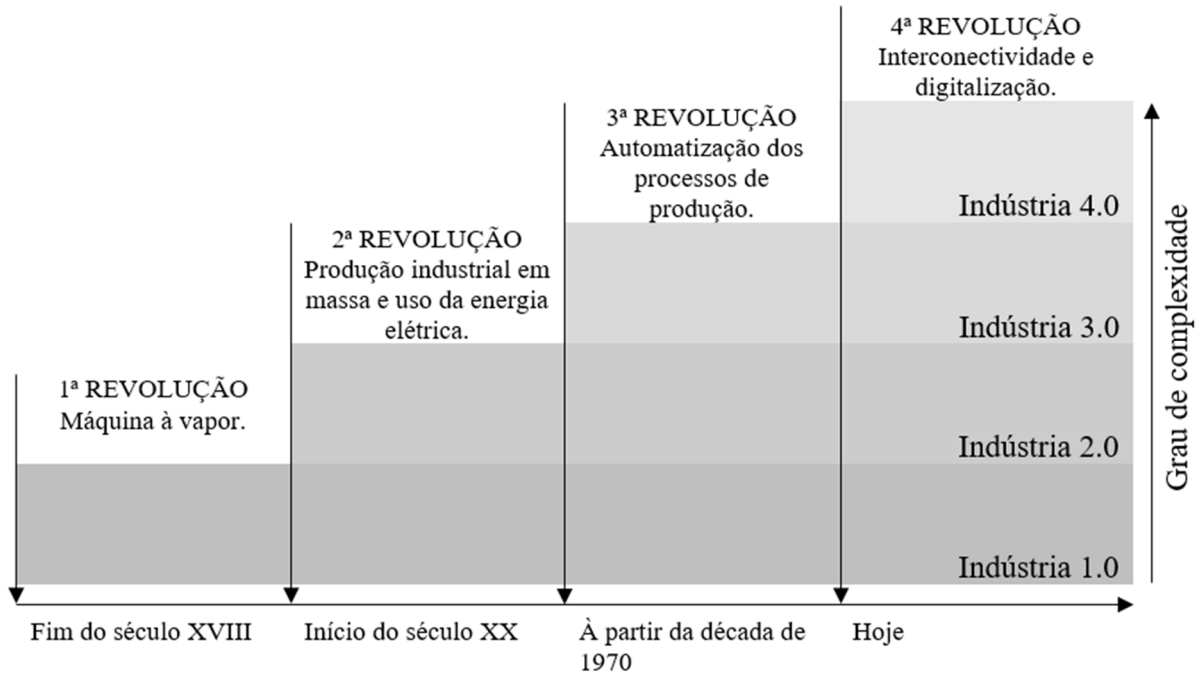 4ª REVOLUÇÃO
Interconectividade e
digitalização.
3ª REVOLUÇÃO
Automatização dos
processos de
produção.
Indústria 4.0
2ª REVOLUÇÃO
Produção industrial em
massa e uso da energia
elétrica.
Indústria 3.0
1ª REVOLUÇÃO
Máquina à vapor.
Indústria 2.0
Indústria 1.0
Grau de complexidade
Fim do século XVIII
Início do século XX
À partir da década de
1970
Hoje